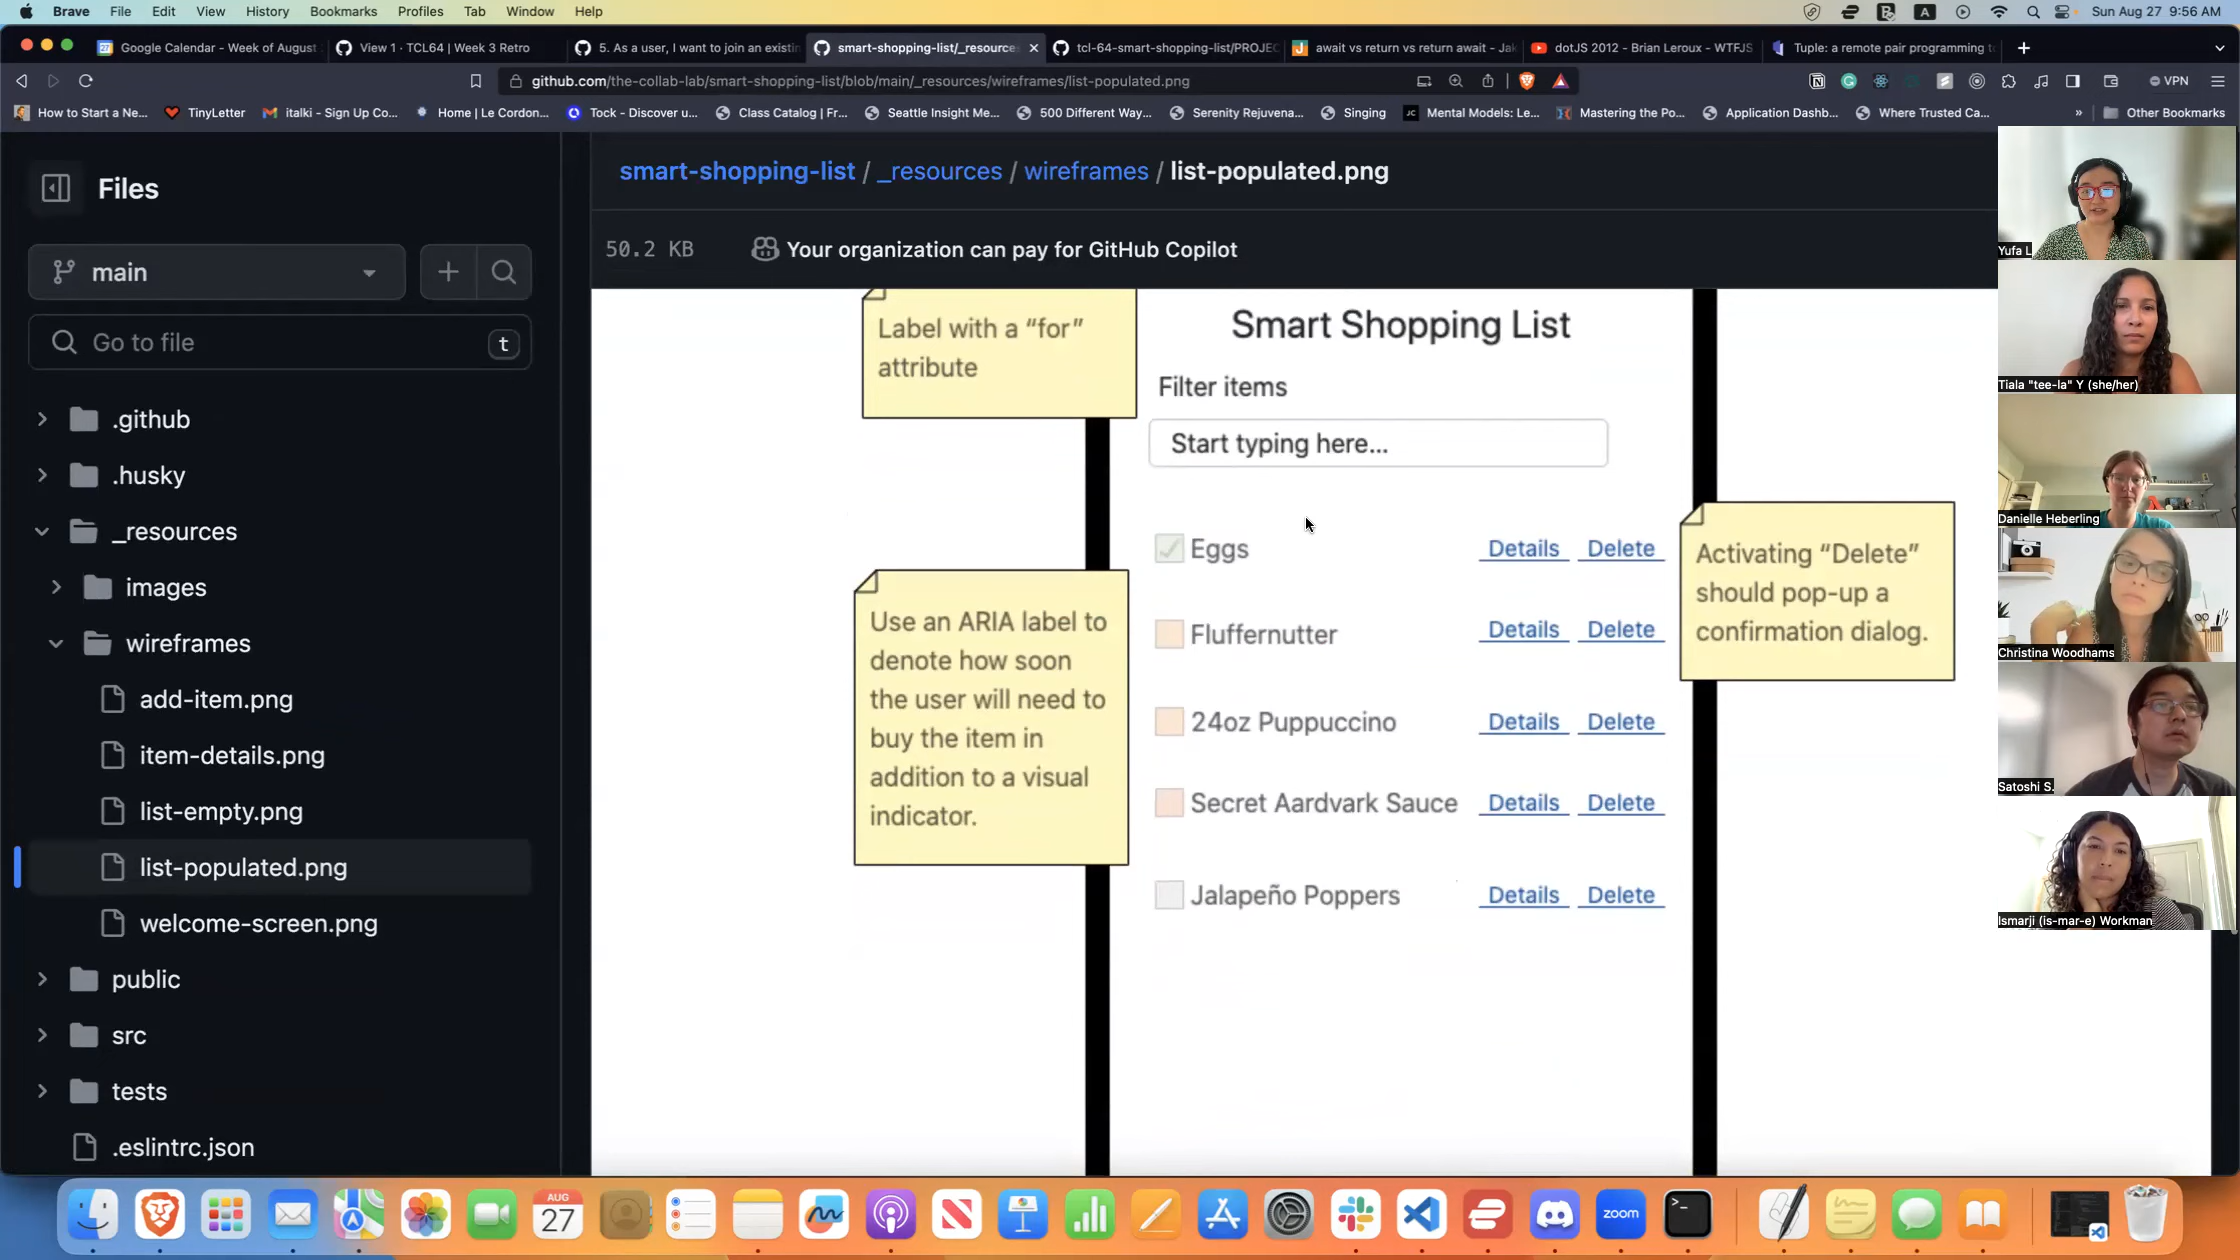 Brave File Edit View History Bookmarks Profiles Tab Window Help
Sun Aug 27 9:56 AM
Google Calendar - Week of August
View 1 · TCL64 | Week 3 Retro
5. As a user, I want to join an existin
smart-shopping-list/_resource
tcl-64-smart-shopping-list/PROJEC
await vs return vs return await - Jak
dotJS 2012 - Brian Leroux - WTFJS
Tuple: a remote pair programming to
github.com/the-collab-lab/smart-shopping-list/blob/main/_resources/wireframes/list-populated.png
VPN
How to Start a Ne...
TinyLetter
italki - Sign Up Co...
Home | Le Cordon...
Tock - Discover u...
Class Catalog | Fr...
Seattle Insight Me...
500 Different Way...
Serenity Rejuvena...
Singing
Mental Models: Le...
Mastering the Po...
Application Dashb...
Where Trusted Ca...
»
Other Bookmarks
Files
main
Go to file
t
.github
.husky
_resources
images
wireframes
add-item.png
item-details.png
list-empty.png
list-populated.png
welcome-screen.png
public
src
tests
.eslintrc.json
smart-shopping-list / _resources / wireframes / list-populated.png
50.2 KB
Your organization can pay for GitHub Copilot
Label with a “for”
attribute
Smart Shopping List
Filter items
Start typing here...
Eggs Details Delete
Fluffernutter Details Delete
24oz Puppuccino Details Delete
Secret Aardvark Sauce Details Delete
Jalapeño Poppers Details Delete
Use an ARIA label to
denote how soon
the user will need to
buy the item in
addition to a visual
indicator.
Activating “Delete”
should pop-up a
confirmation dialog.
Yufa L
Tiala "tee-la" Y (she/her)
Danielle Heberling
Christina Woodhams
Satoshi S.
Ismarji (is-mar-e) Workman
AUG
27
zoom